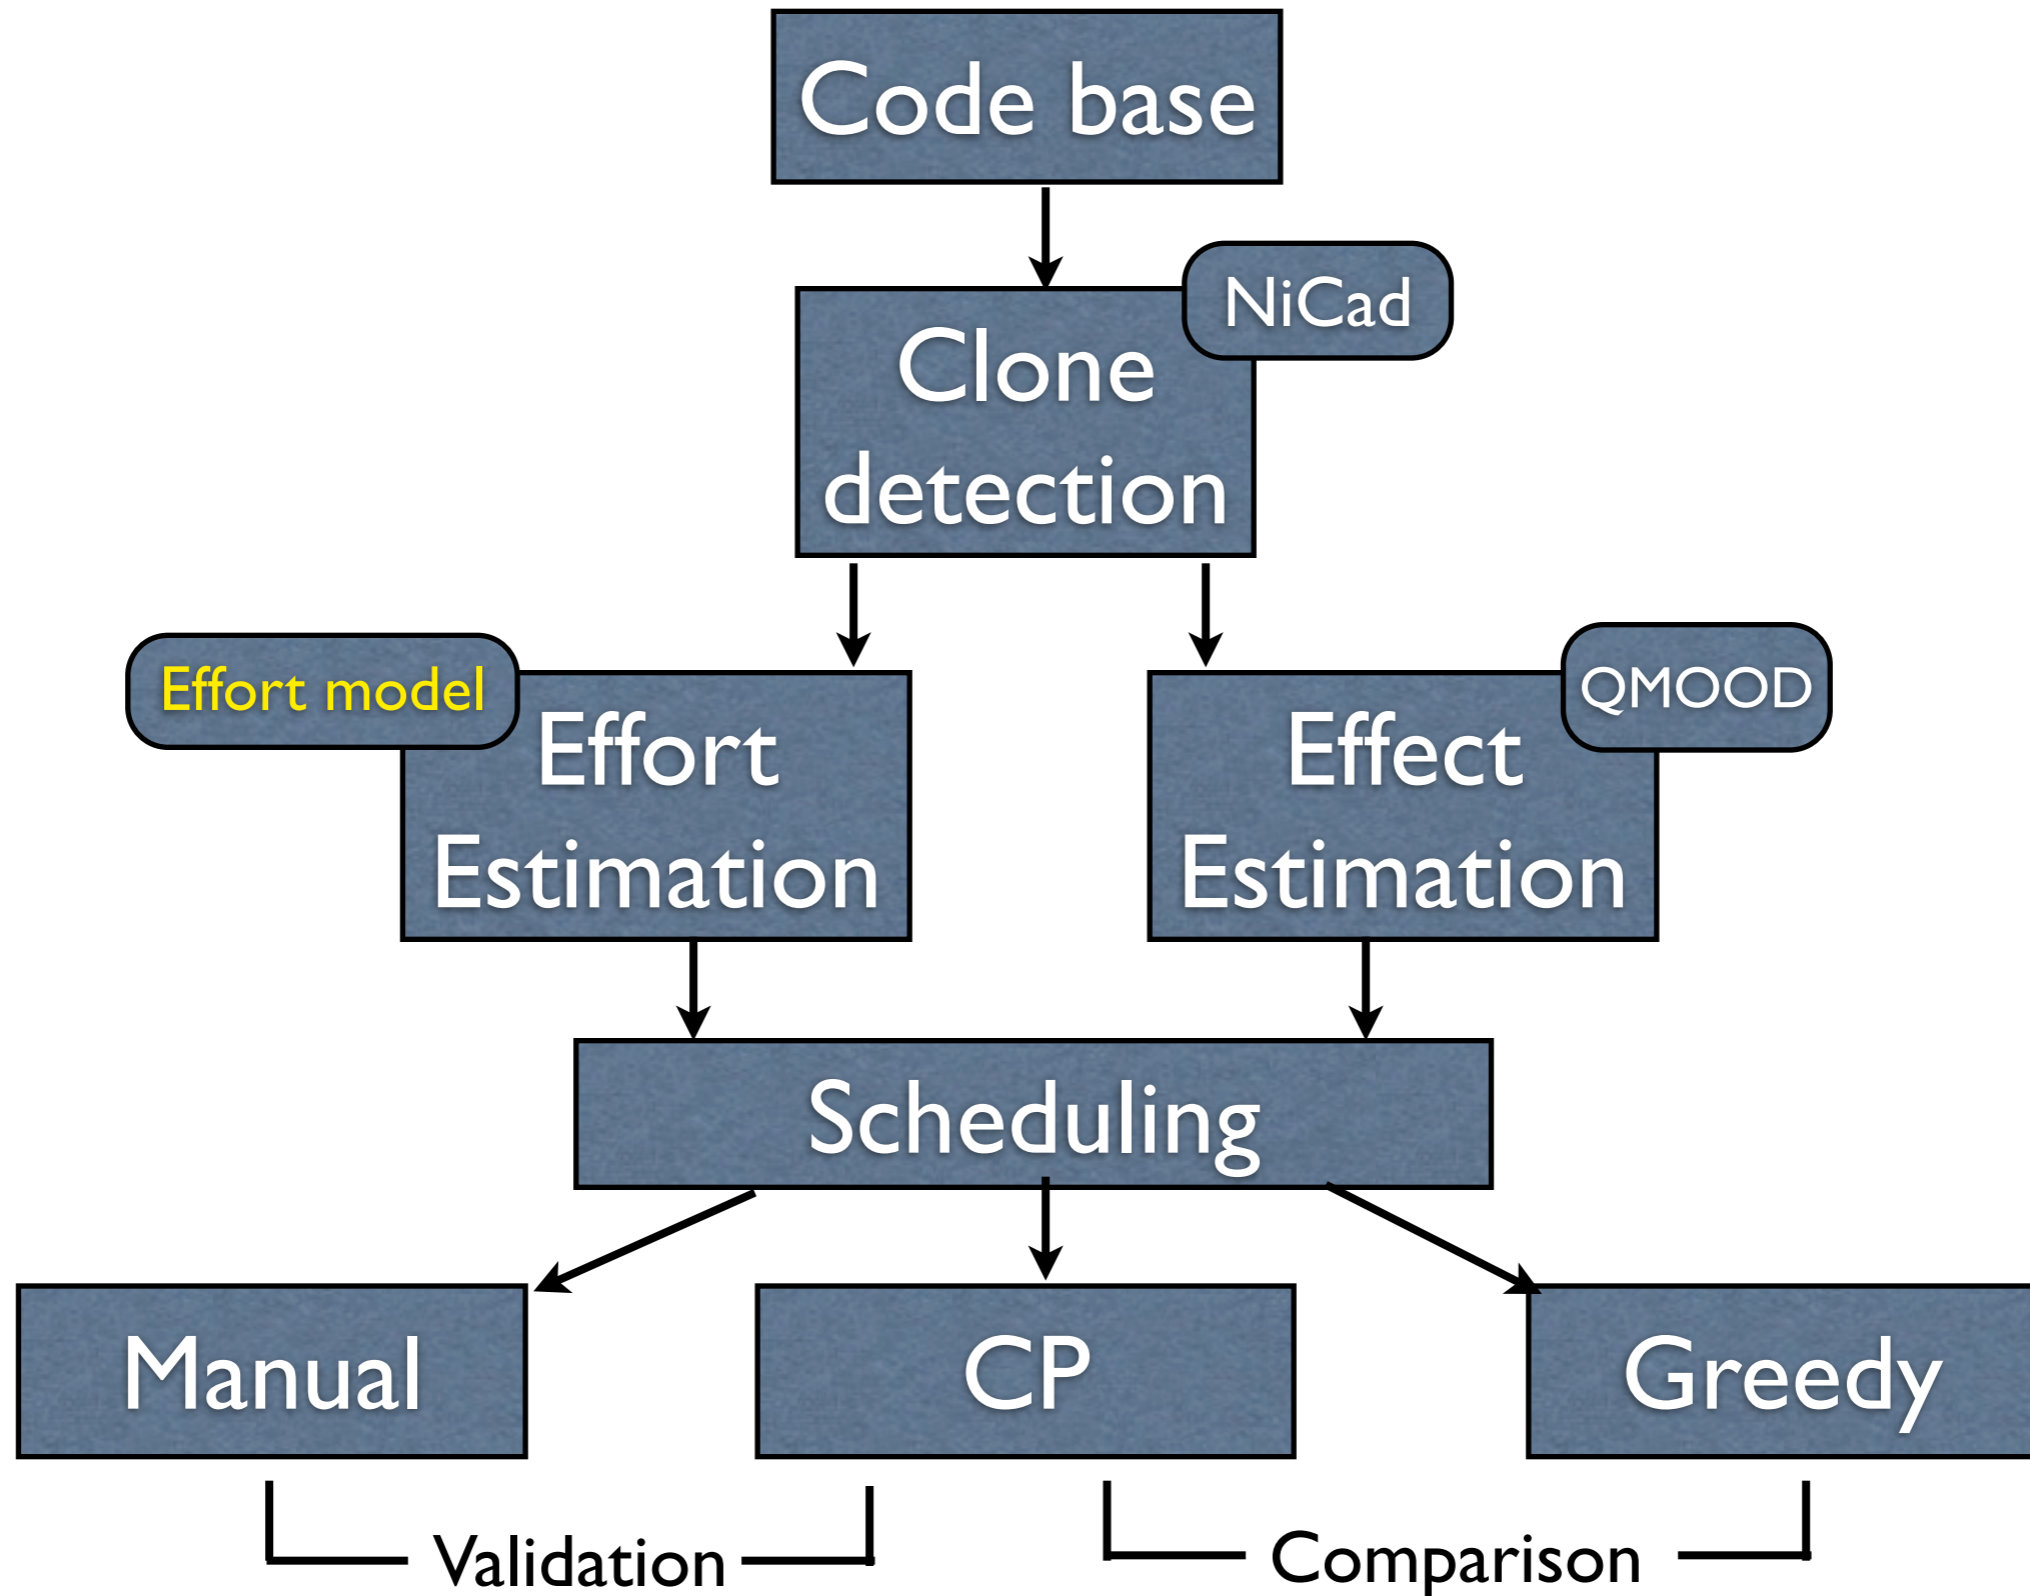 Code base
NiCad
Clone
detection
Effort model
Effort
Estimation
QMOOD
Effect
Estimation
Scheduling
Manual
CP
Greedy
Validation
Comparison